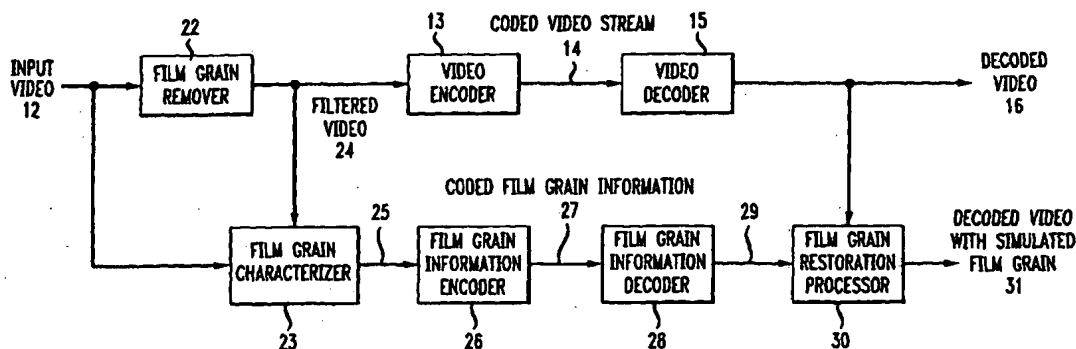 INPUT
VIDEO
12
22
FILM GRAIN
REMOVER
FILTERED
VIDEO
24
13
VIDEO
ENCODER
CODED VIDEO STREAM
14
15
VIDEO
DECODER
DECODED
VIDEO
16
CODED FILM GRAIN INFORMATION
FILM GRAIN
CHARACTERIZER
23
25
FILM GRAIN
INFORMATION
ENCODER
26
27
FILM GRAIN
INFORMATION
DECODER
28
29
FILM GRAIN
RESTORATION
PROCESSOR
30
DECODED VIDEO
WITH SIMULATED
FILM GRAIN
31